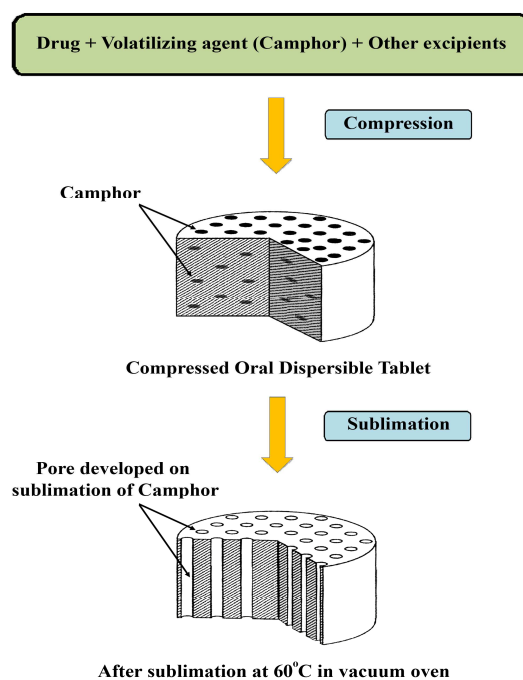 Drug + Volatilizing agent (Camphor) + Other excipients
Compression
Camphor
Compressed Oral Dispersible Tablet
Sublimation
Pore developed on
sublimation of Camphor
After sublimation at 60°C in vacuum oven